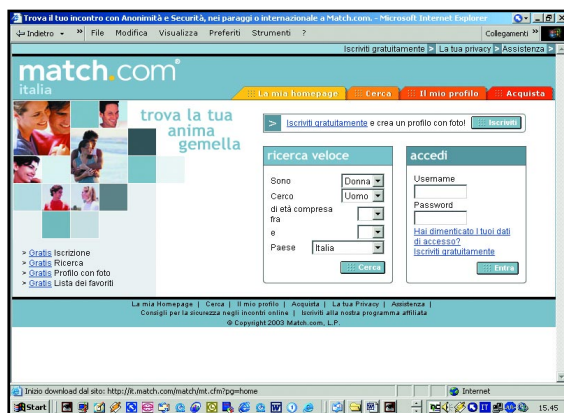 Trova il tuo incontro con Anonimità e Securità, nei paraggi o internazionale a Match.com. - Microsoft Internet Explorer
Indietro » File Modifica Visualizza Preferiti Strumenti ? Collegamenti »
Iscriviti gratuitamente > La tua privacy > Assistenza >
match.com®
italia
La mia homepage Cerca Il mio profilo Acquista
trova la tua
anima
gemella
> Iscriviti gratuitamente e crea un profilo con foto! Iscriviti
ricerca veloce
Sono Donna
Cerco Uomo
di età compresa
fra
e
Paese Italia
Cerca
accedi
Username
Password
Hai dimenticato I tuoi dati
di accesso?
Iscriviti gratuitamente
Entra
> Gratis Iscrizione
> Gratis Ricerca
> Gratis Profilo con foto
> Gratis Lista dei favoriti
La mia Homepage | Cerca | Il mio profilo | Acquista | La tua Privacy | Assistenza |
Consigli per la sicurezza negli incontri online | Iscriviti alla nostra programma affiliata
© Copyright 2003 Match.com, L.P.
Inizio download dal sito: http://it.match.com/match/mt.cfm?pg=home Internet
Start IT 15.45